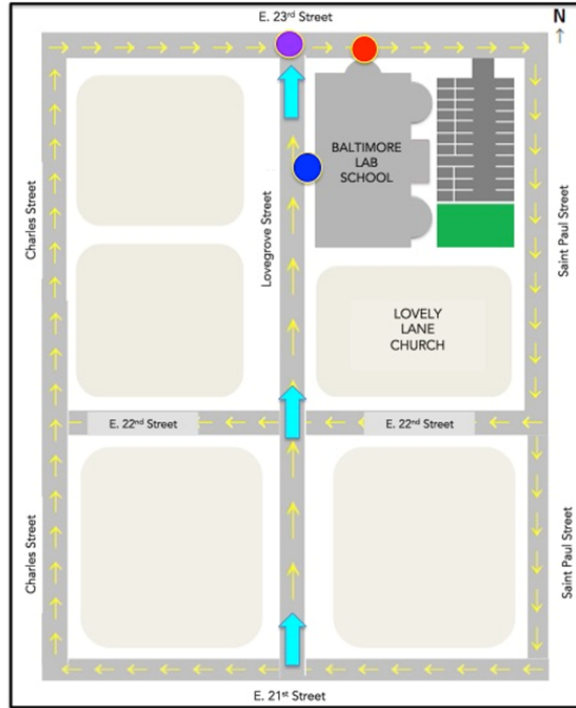 E. 23rd Street
N
BALTIMORE
LAB
SCHOOL
Charles Street
Lovegrove Street
Saint Paul Street
LOVELY
LANE
CHURCH
E. 22nd Street
E. 22nd Street
Charles Street
Saint Paul Street
E. 21st Street